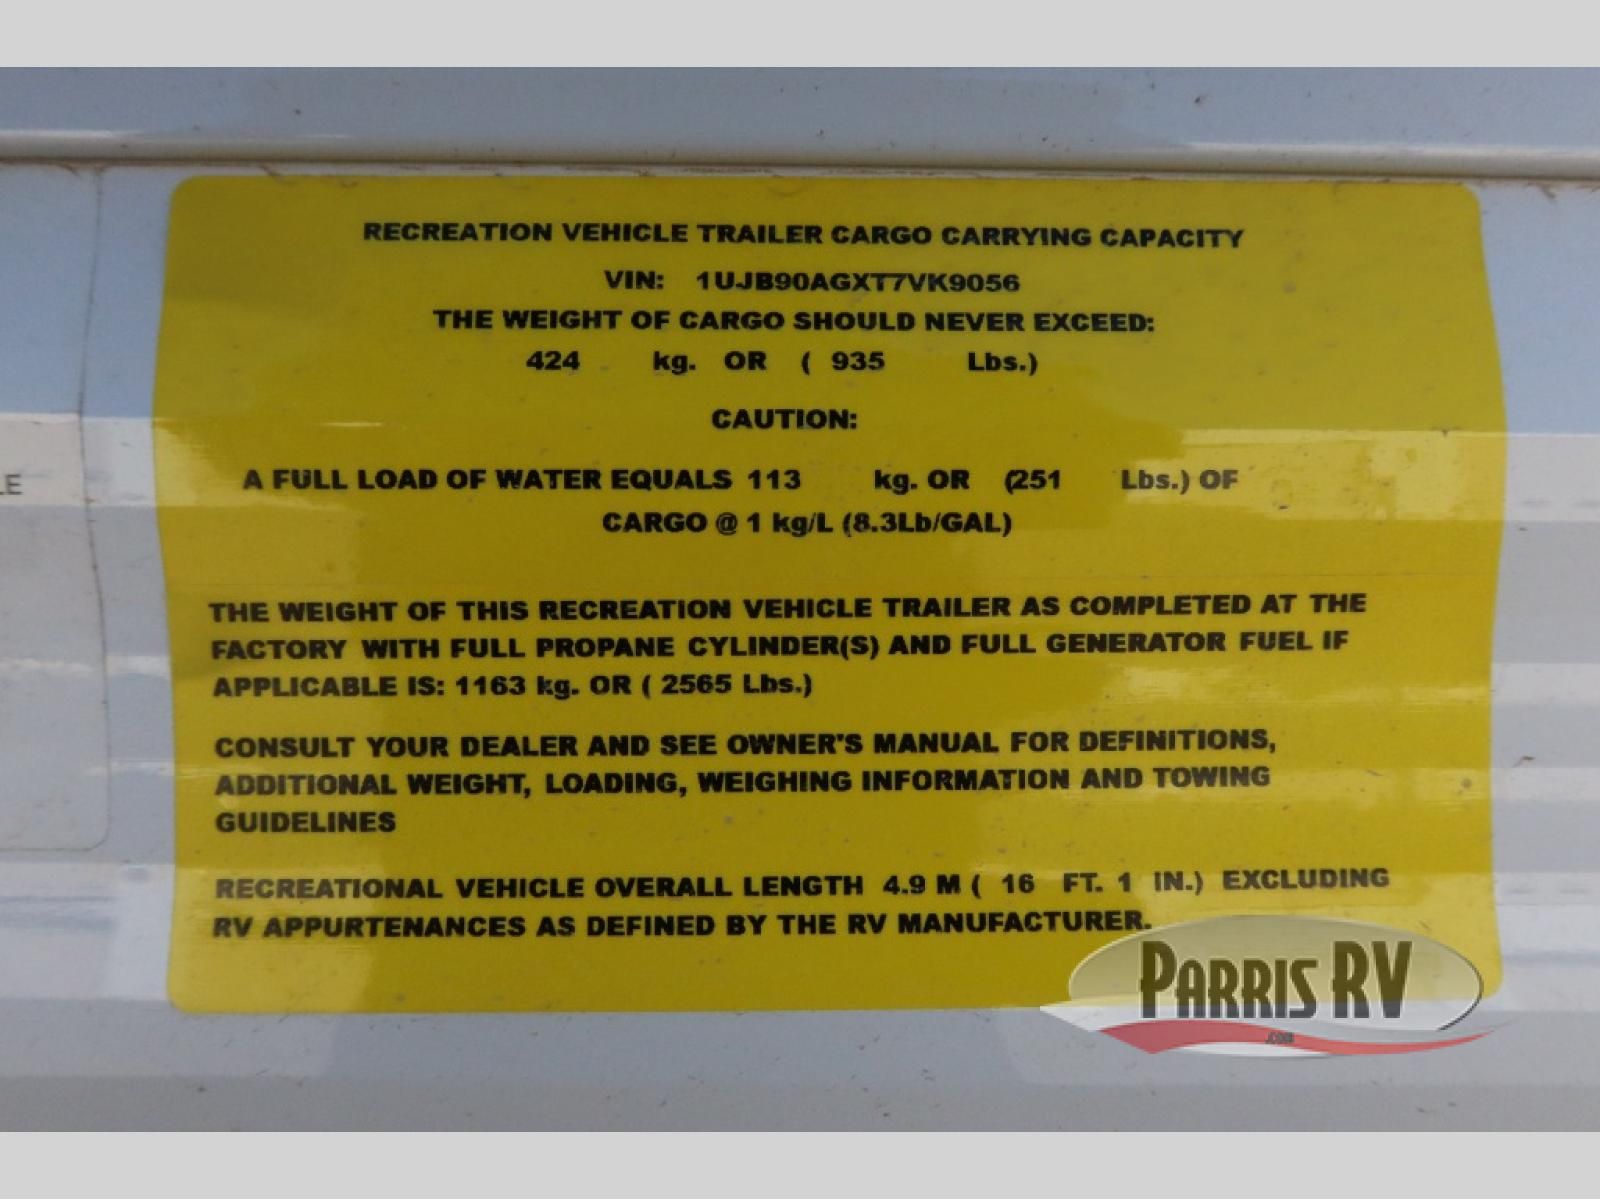 RECREATION VEHICLE TRAILER CARGO CARRYING CAPACITY
VIN: 1UJB90AGXT7VK9056
THE WEIGHT OF CARGO SHOULD NEVER EXCEED:
424 kg. OR ( 935 Lbs.)
CAUTION:
LE
A FULL LOAD OF WATER EQUALS 113 kg. OR (251 Lbs.) OF
CARGO @ 1 kg/L (8.3Lb/GAL)
THE WEIGHT OF THIS RECREATION VEHICLE TRAILER AS COMPLETED AT THE
FACTORY WITH FULL PROPANE CYLINDER(S) AND FULL GENERATOR FUEL IF
APPLICABLE IS: 1163 kg. OR ( 2565 Lbs.)
CONSULT YOUR DEALER AND SEE OWNER'S MANUAL FOR DEFINITIONS,
ADDITIONAL WEIGHT, LOADING, WEIGHING INFORMATION AND TOWING
GUIDELINES
RECREATIONAL VEHICLE OVERALL LENGTH 4.9 M ( 16 FT. 1 IN.) EXCLUDING
RV APPURTENANCES AS DEFINED BY THE RV MANUFACTURER.
PARRIS RV
.COM